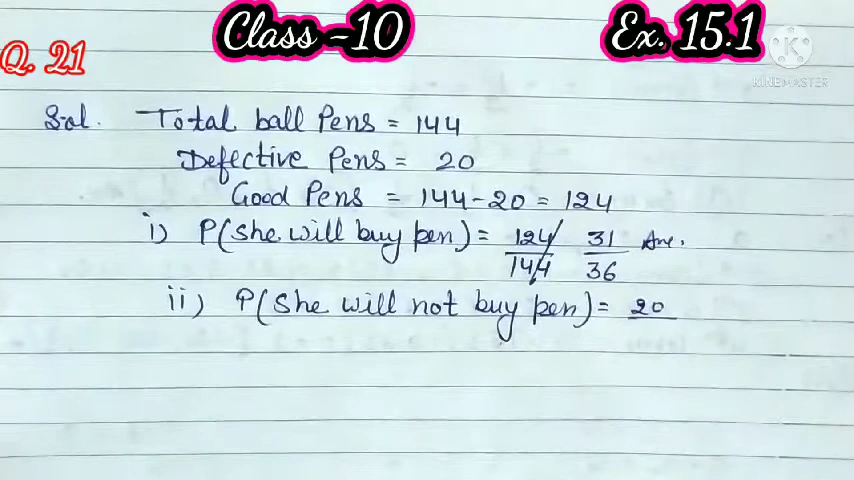 Class-10
Ex. 15.1
Q. 21
KINEMASTER
Sol. Total ball Pens = 144
Defective Pens = 20
Good Pens = 144-20 = 124
i) P(She will buy pen) = 124/144 31/36 Ans.
ii) P(She will not buy pen) = 20